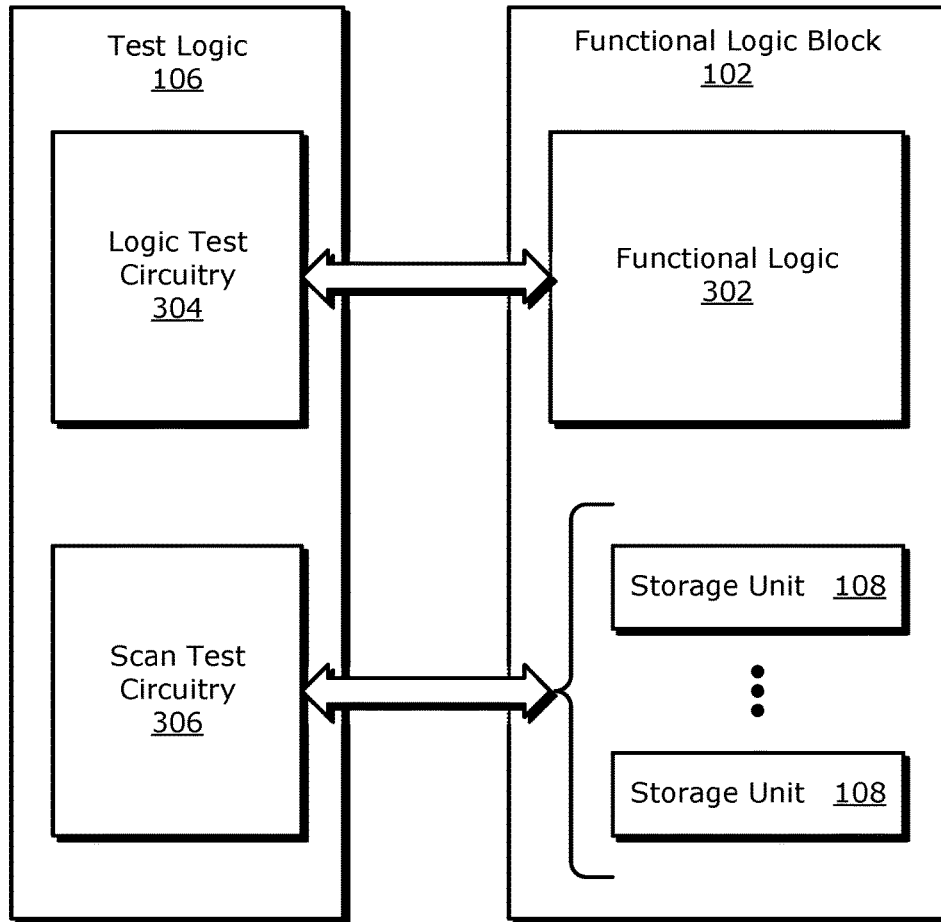 Test Logic
106
Logic Test
Circuitry
304
Scan Test
Circuitry
306
Functional Logic Block
102
Functional Logic
302
Storage Unit 108
Storage Unit 108